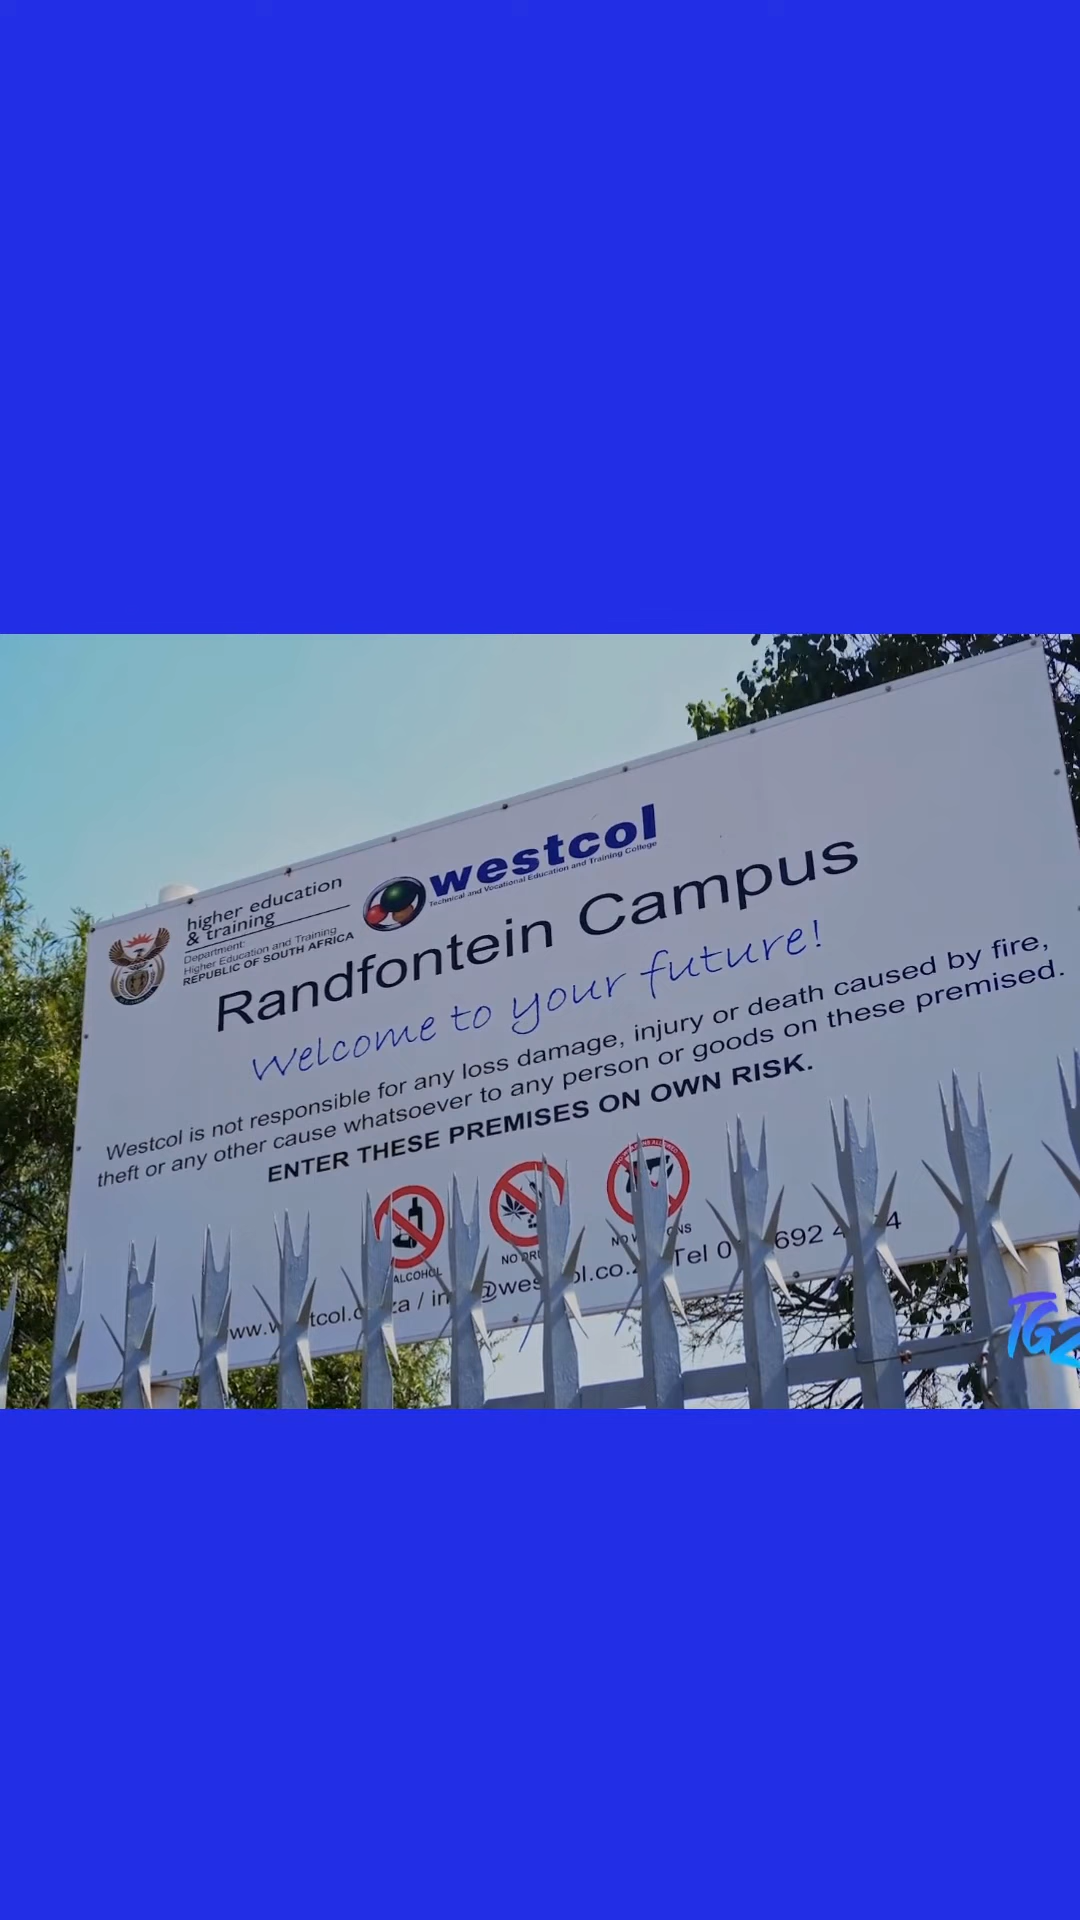 higher education
& training
Department:
Higher Education and Training
REPUBLIC OF SOUTH AFRICA
westcol
Technical and Vocational Education and Training College
Randfontein Campus
Welcome to your future!
Westcol is not responsible for any loss damage, injury or death caused by fire,
theft or any other cause whatsoever to any person or goods on these premised.
ENTER THESE PREMISES ON OWN RISK.
ALCOHOL
NO
NO
Tel
692
TGZ